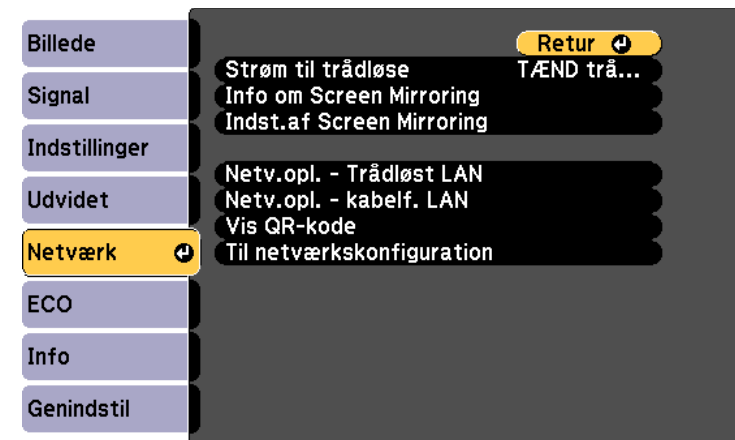 Billede
Signal
Indstillinger
Udvidet
Netværk
ECO
Info
Genindstil
Retur
Strøm til trådløse TÆND trå...
Info om Screen Mirroring
Indst.af Screen Mirroring
Netv.opl. - Trådløst LAN
Netv.opl. - kabelf. LAN
Vis QR-kode
Til netværkskonfiguration